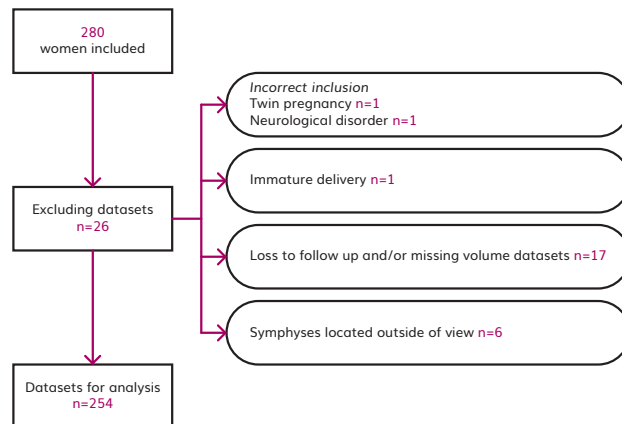 280
women included
Incorrect inclusion
Twin pregnancy n=1
Neurological disorder n=1
Immature delivery n=1
Excluding datasets
n=26
Loss to follow up and/or missing volume datasets n=17
Symphyses located outside of view n=6
Datasets for analysis
n=254